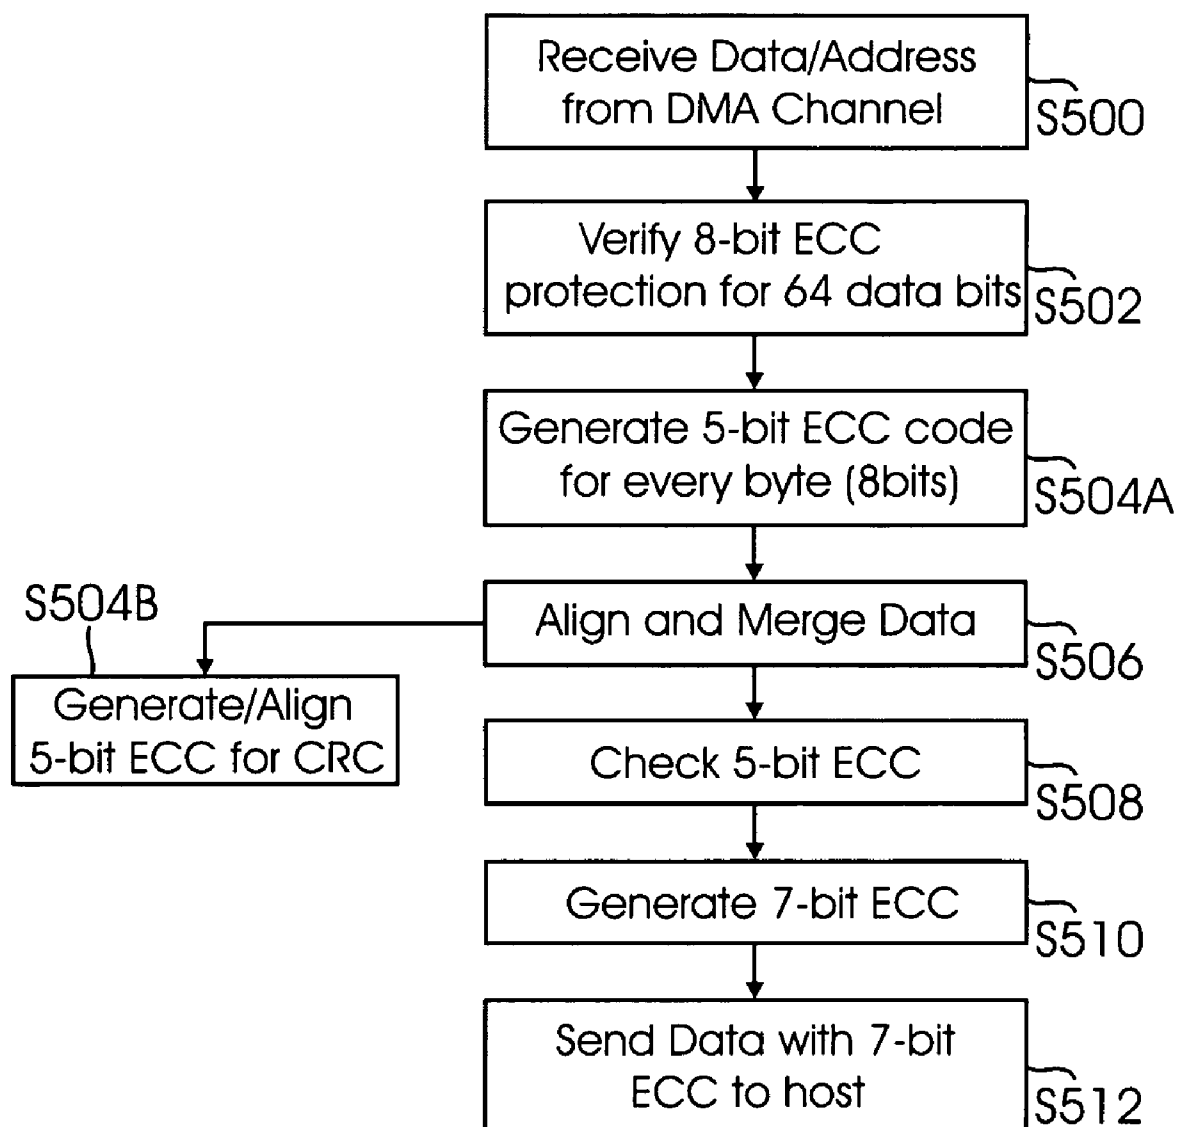 Receive Data/Address
from DMA Channel
S500
Verify 8-bit ECC
protection for 64 data bits
S502
Generate 5-bit ECC code
for every byte (8bits)
S504A
S504B
Align and Merge Data
S506
Generate/Align
5-bit ECC for CRC
Check 5-bit ECC
S508
Generate 7-bit ECC
S510
Send Data with 7-bit
ECC to host
S512